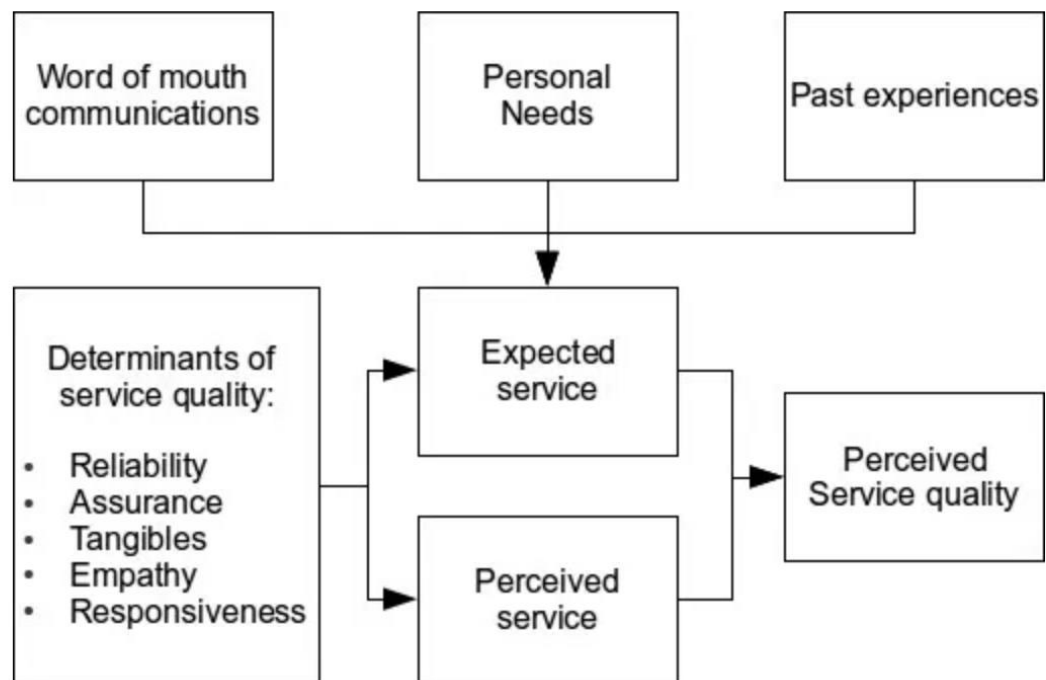 Word of mouth
communications
Personal
Needs
Past experiences
Determinants of
service quality:
• Reliability
• Assurance
• Tangibles
• Empathy
• Responsiveness
Expected
service
Perceived
service
Perceived
Service quality